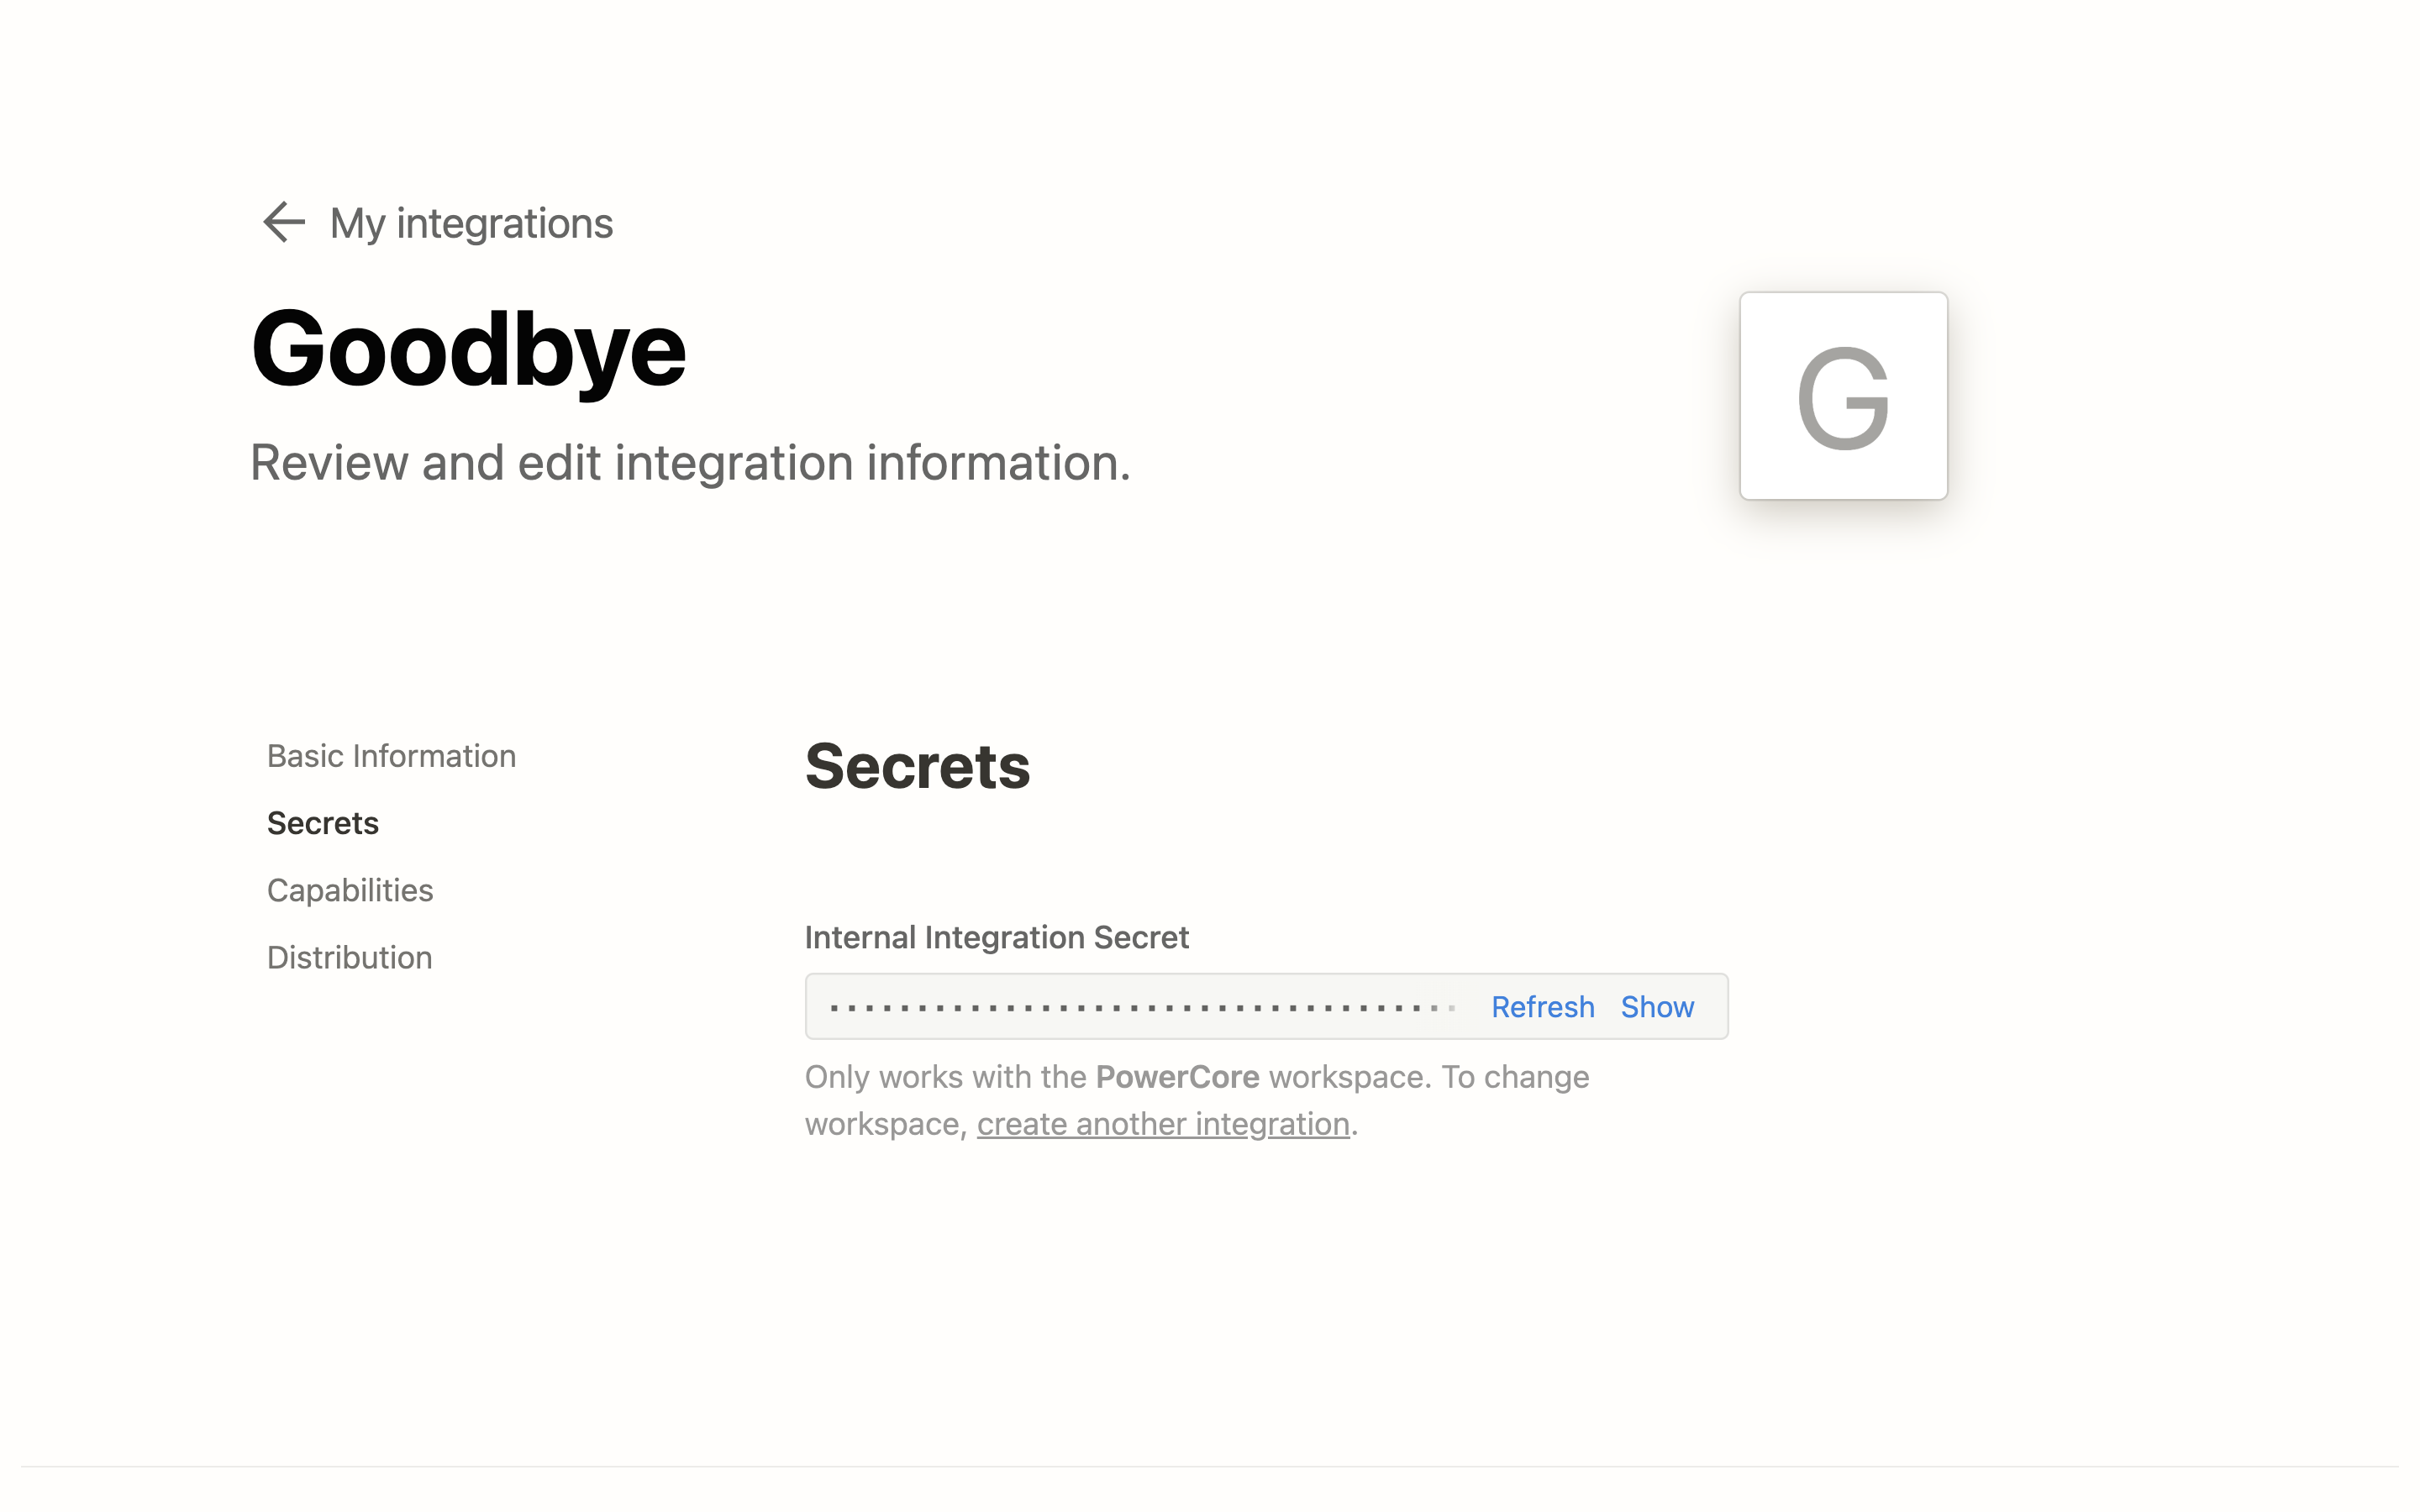 My integrations
Goodbye
G
Review and edit integration information.
Basic Information
Secrets
Capabilities
Distribution
Secrets
Internal Integration Secret
Refresh Show
Only works with the PowerCore workspace. To change
workspace, create another integration.